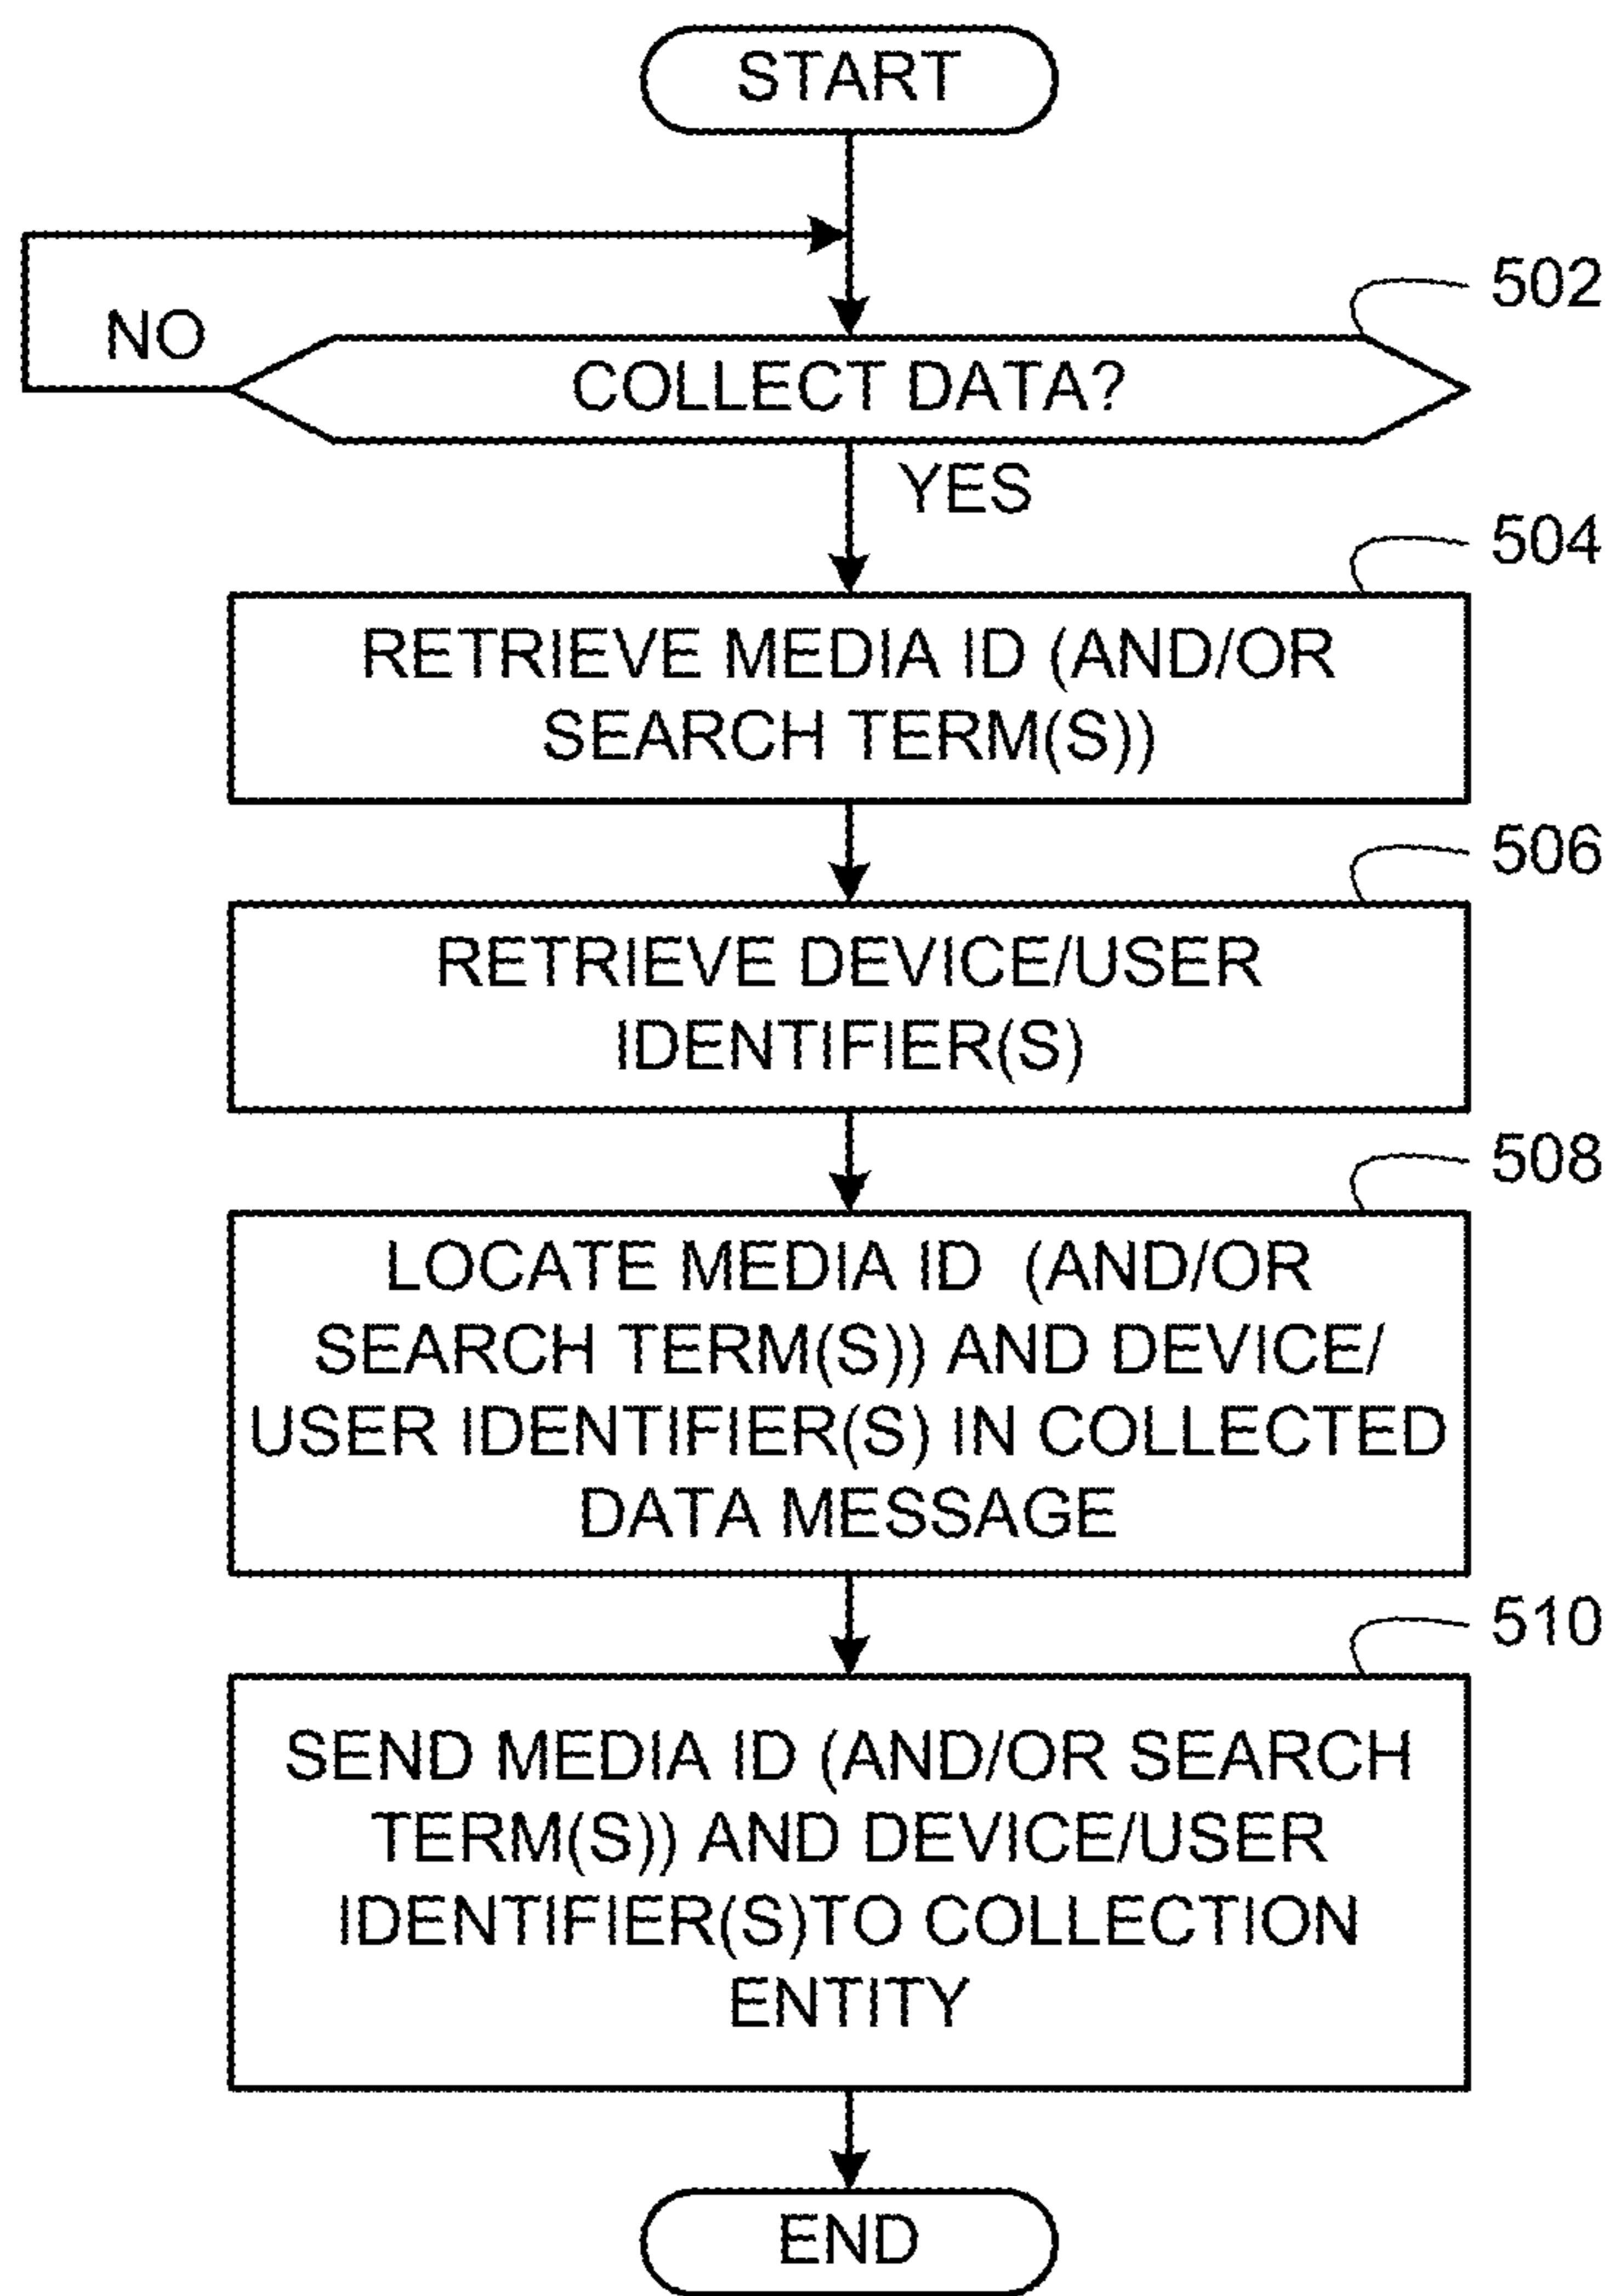 START
502
NO
COLLECT DATA?
YES
504
RETRIEVE MEDIA ID (AND/OR
SEARCH TERM(S))
506
RETRIEVE DEVICE/USER
IDENTIFIER(S)
508
LOCATE MEDIA ID (AND/OR
SEARCH TERM(S)) AND DEVICE/
USER IDENTIFIER(S) IN COLLECTED
DATA MESSAGE
510
SEND MEDIA ID (AND/OR SEARCH
TERM(S)) AND DEVICE/USER
IDENTIFIER(S)TO COLLECTION
ENTITY
END